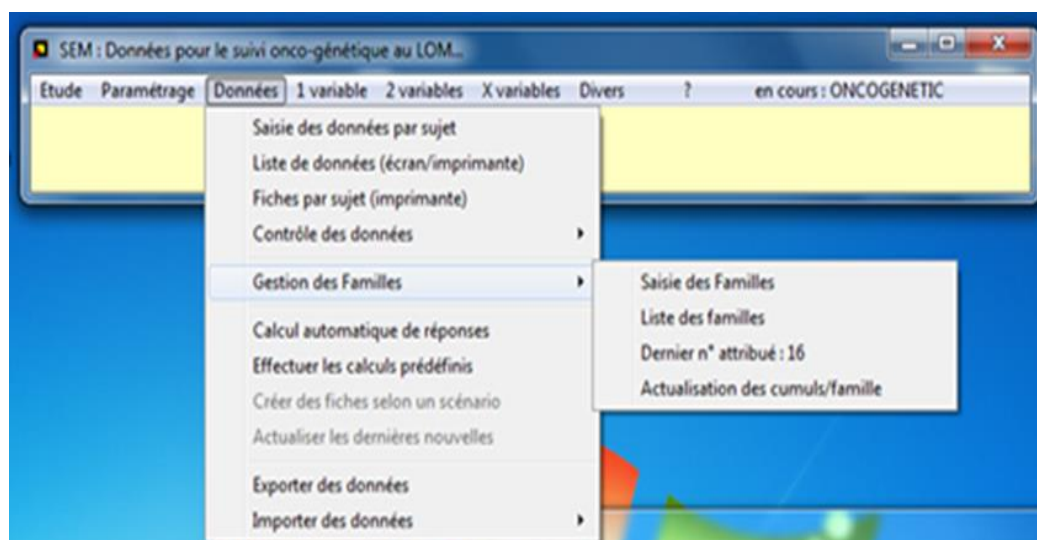 SEM : Données pour le suivi onco-génétique au LOM...
Etude Paramétrage Données 1 variable 2 variables X variables Divers ? en cours : ONCOGENETIC
Saisie des données par sujet
Liste de données (écran/imprimante)
Fiches par sujet (imprimante)
Contrôle des données
Gestion des Familles
Saisie des Familles
Liste des familles
Dernier n° attribué : 16
Actualisation des cumuls/famille
Calcul automatique de réponses
Effectuer les calculs prédéfinis
Créer des fiches selon un scénario
Actualiser les dernières nouvelles
Exporter des données
Importer des données